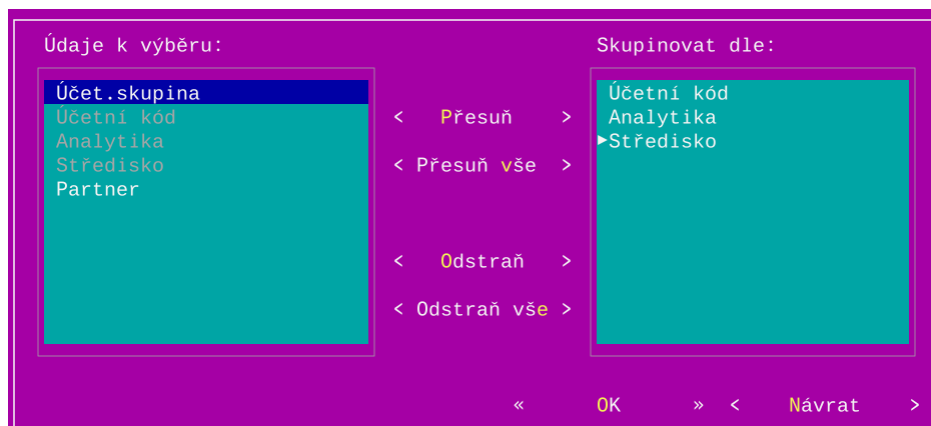 Údaje k výběru:
Skupinovat dle:
Účet.skupina
Účetní kód
Analytika
Středisko
Partner
< Přesuň >
< Přesuň vše >
< Odstraň >
< Odstraň vše >
Účetní kód
Analytika
►Středisko
« OK » < Návrat >